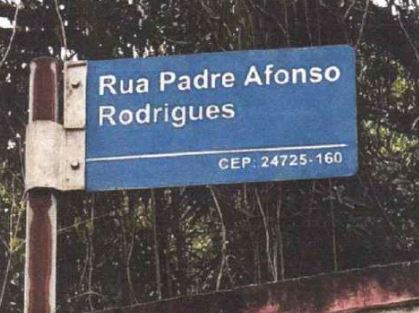 Rua Padre Afonso
Rodrigues
CEP: 24725-160